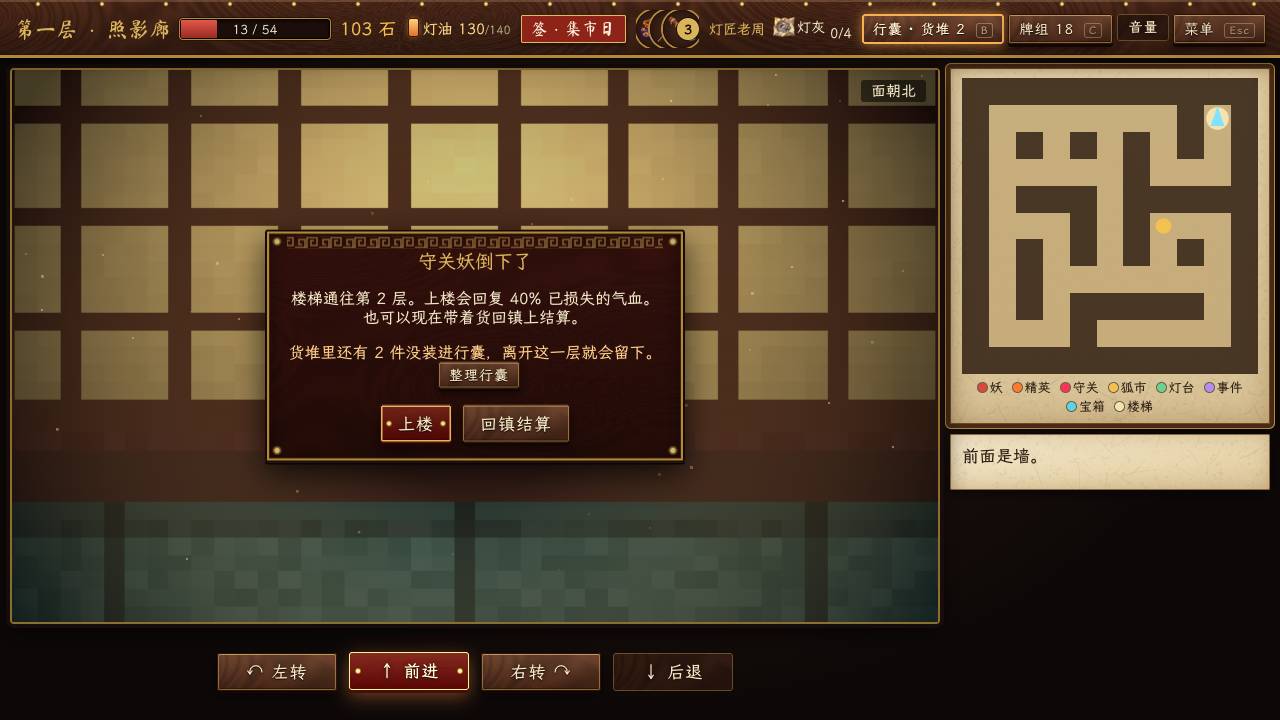 第一层 · 照影廊
13 / 54
103 石
灯油 130/140
签 · 集市日
3
灯匠老周
灯灰 0/4
行囊 · 货堆 2 B
牌组 18 C
音量
菜单 Esc
面朝北
守关妖倒下了
楼梯通往第 2 层。上楼会回复 40% 已损失的气血。
也可以现在带着货回镇上结算。
货堆里还有 2 件没装进行囊，离开这一层就会留下。
整理行囊
上楼
回镇结算
妖 精英 守关 狐市 灯台 事件
宝箱 楼梯
前面是墙。
↶ 左转
↑ 前进
右转 ↷
↓ 后退